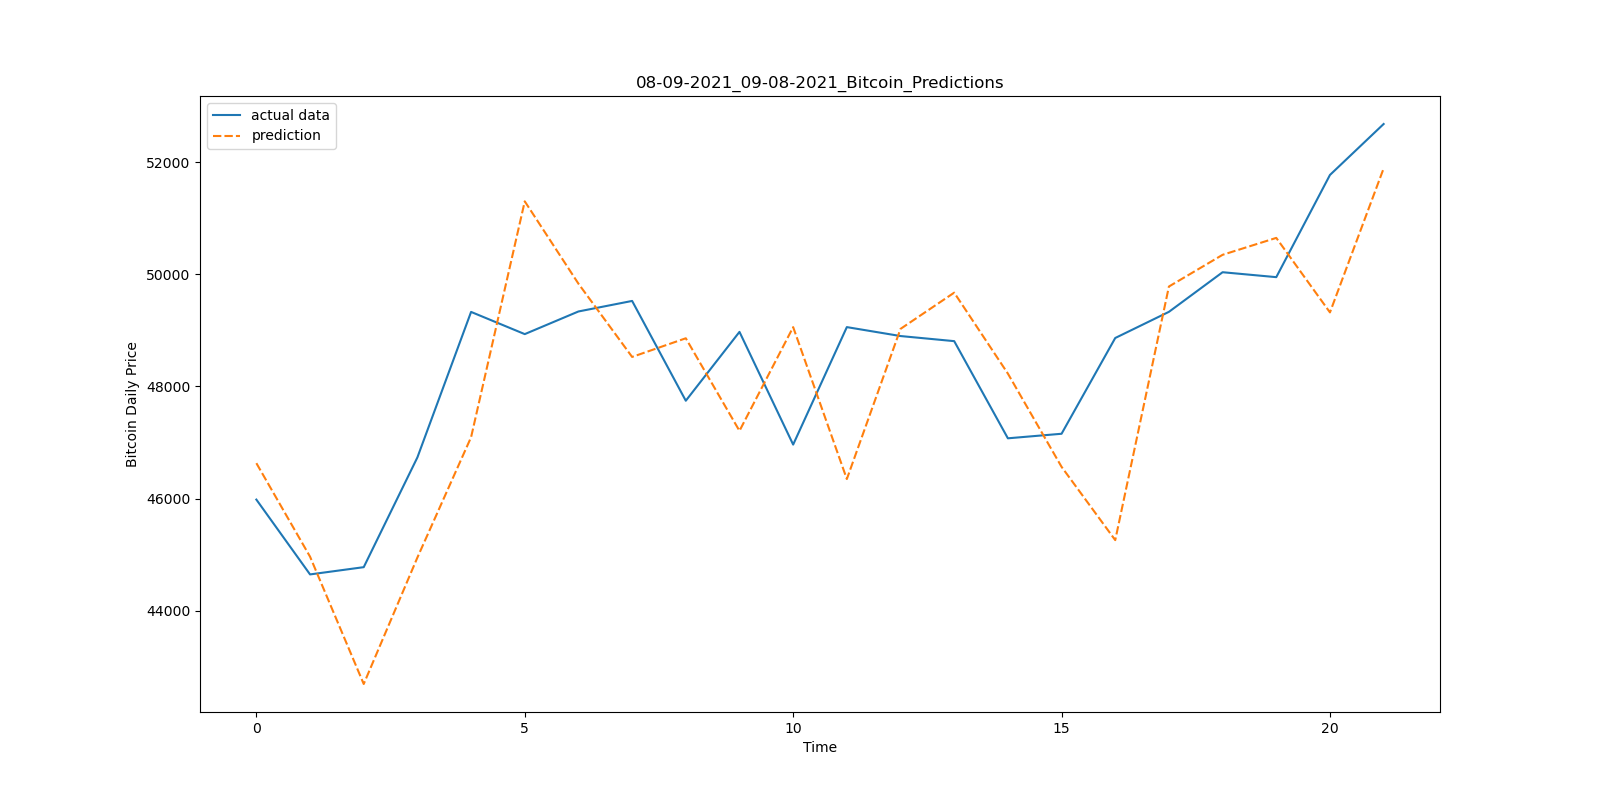 08-09-2021_09-08-2021_Bitcoin_Predictions
actual data
prediction
Bitcoin Daily Price
52000
50000
48000
46000
44000
0 5 10 15 20
Time